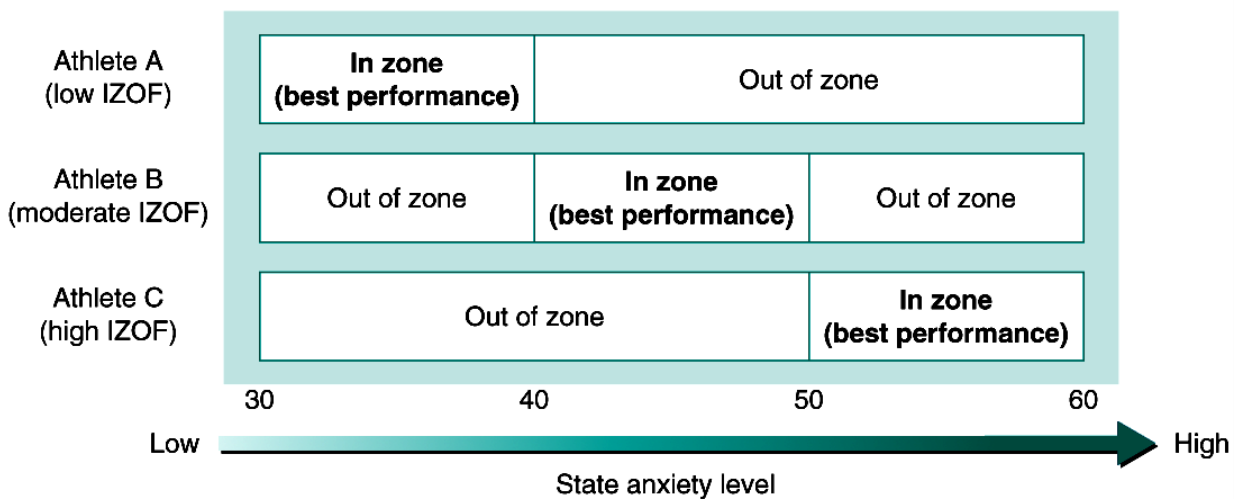 Athlete A
(low IZOF)
In zone
(best performance)
Out of zone
Athlete B
(moderate IZOF)
Out of zone
In zone
(best performance)
Out of zone
Athlete C
(high IZOF)
Out of zone
In zone
(best performance)
30
40
50
60
Low
High
State anxiety level